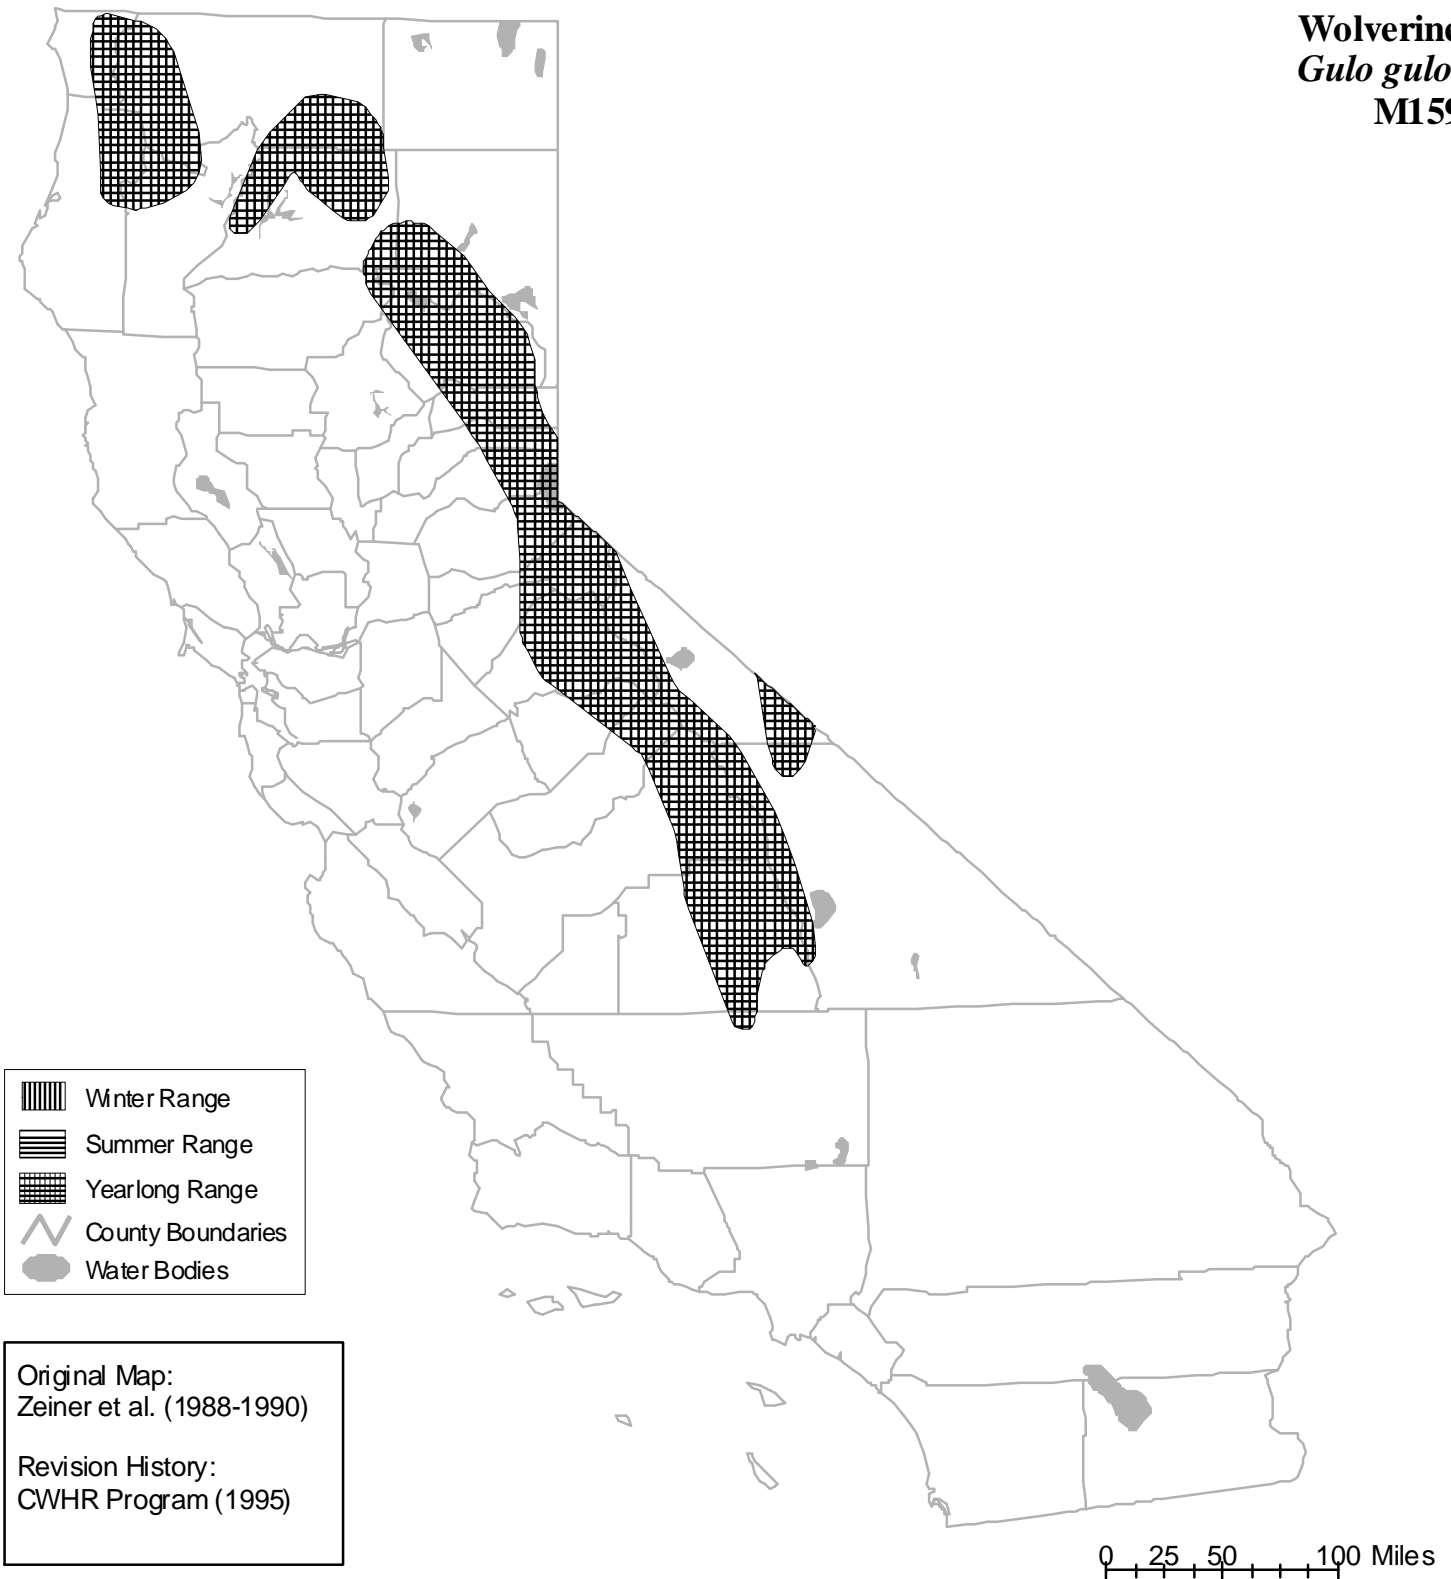 Wolverine
Gulo gulo
M159
Winter Range
Summer Range
Yearlong Range
County Boundaries
Water Bodies
Original Map:
Zeiner et al. (1988-1990)
Revision History:
CWHR Program (1995)
0 25 50 100 Miles